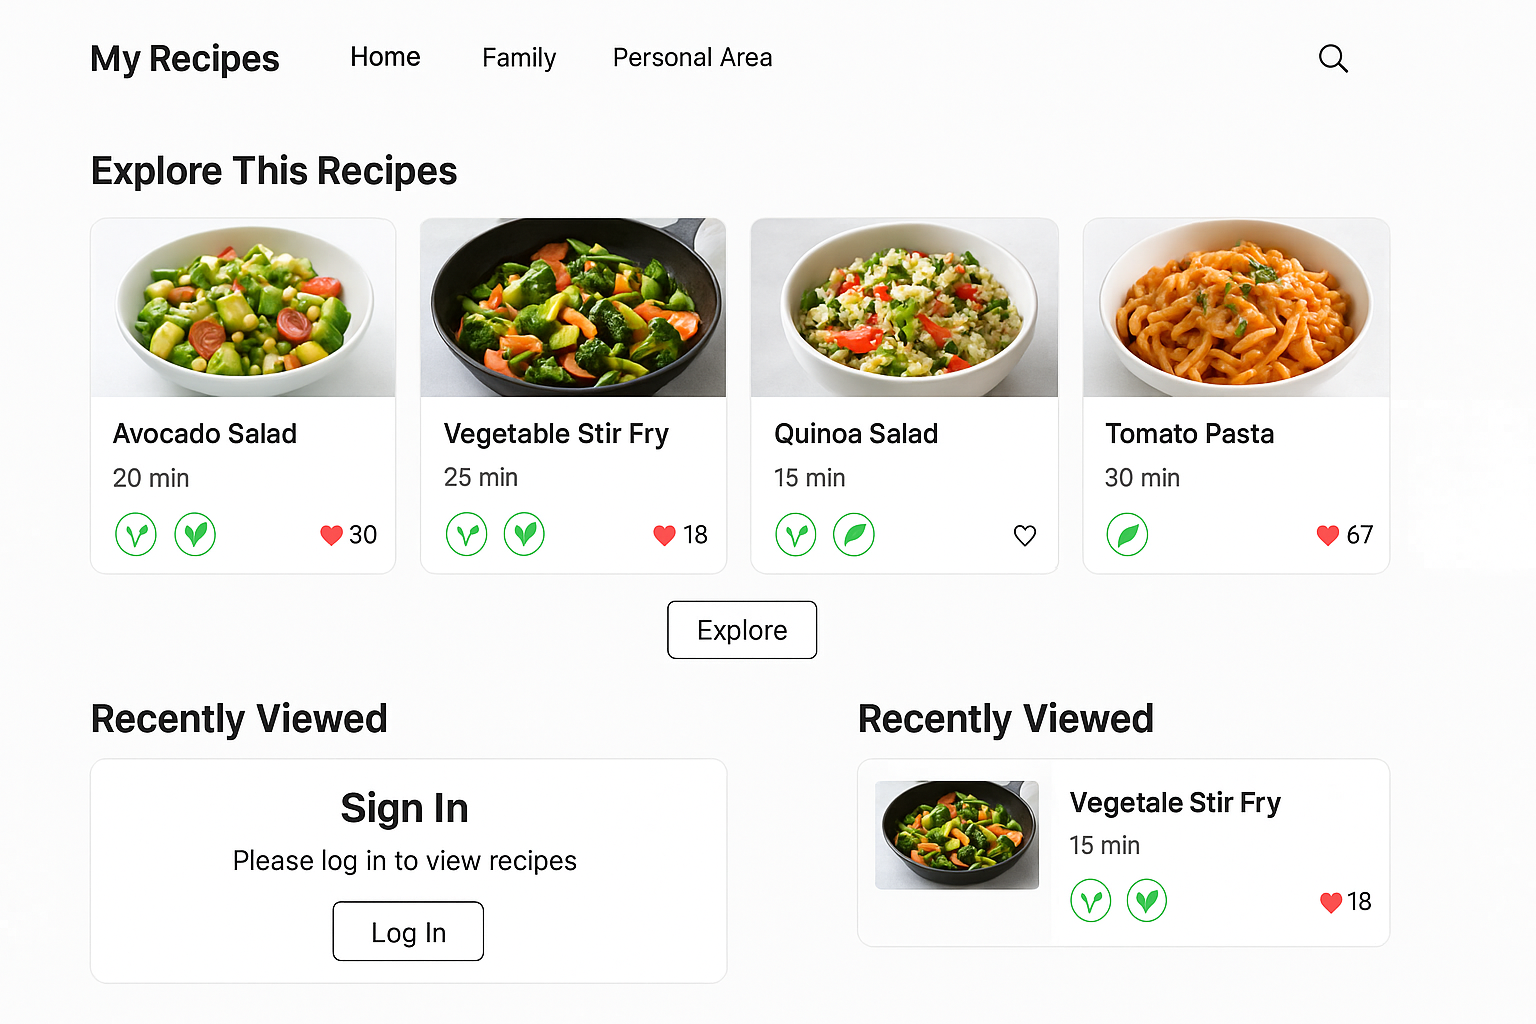 My Recipes Home Family Personal Area
Explore This Recipes
Avocado Salad
20 min
30
Vegetable Stir Fry
25 min
18
Quinoa Salad
15 min
Tomato Pasta
30 min
67
Explore
Recently Viewed
Sign In
Please log in to view recipes
Log In
Recently Viewed
Vegetale Stir Fry
15 min
18